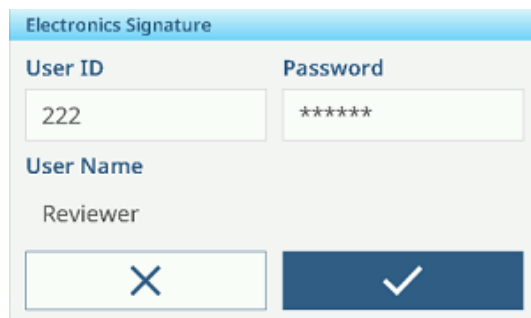 Electronics Signature
User ID Password
222 ******
User Name
Reviewer